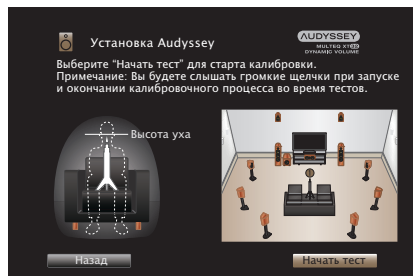 Установка Audyssey
AUDYSSEY
MULTEQ XT32
DYNAMIC VOLUME
Выберите “Начать тест” для старта калибровки.
Примечание: Вы будете слышать громкие щелчки при запуске
и окончании калибровочного процесса во время тестов.
Высота уха
Назад
Начать тест